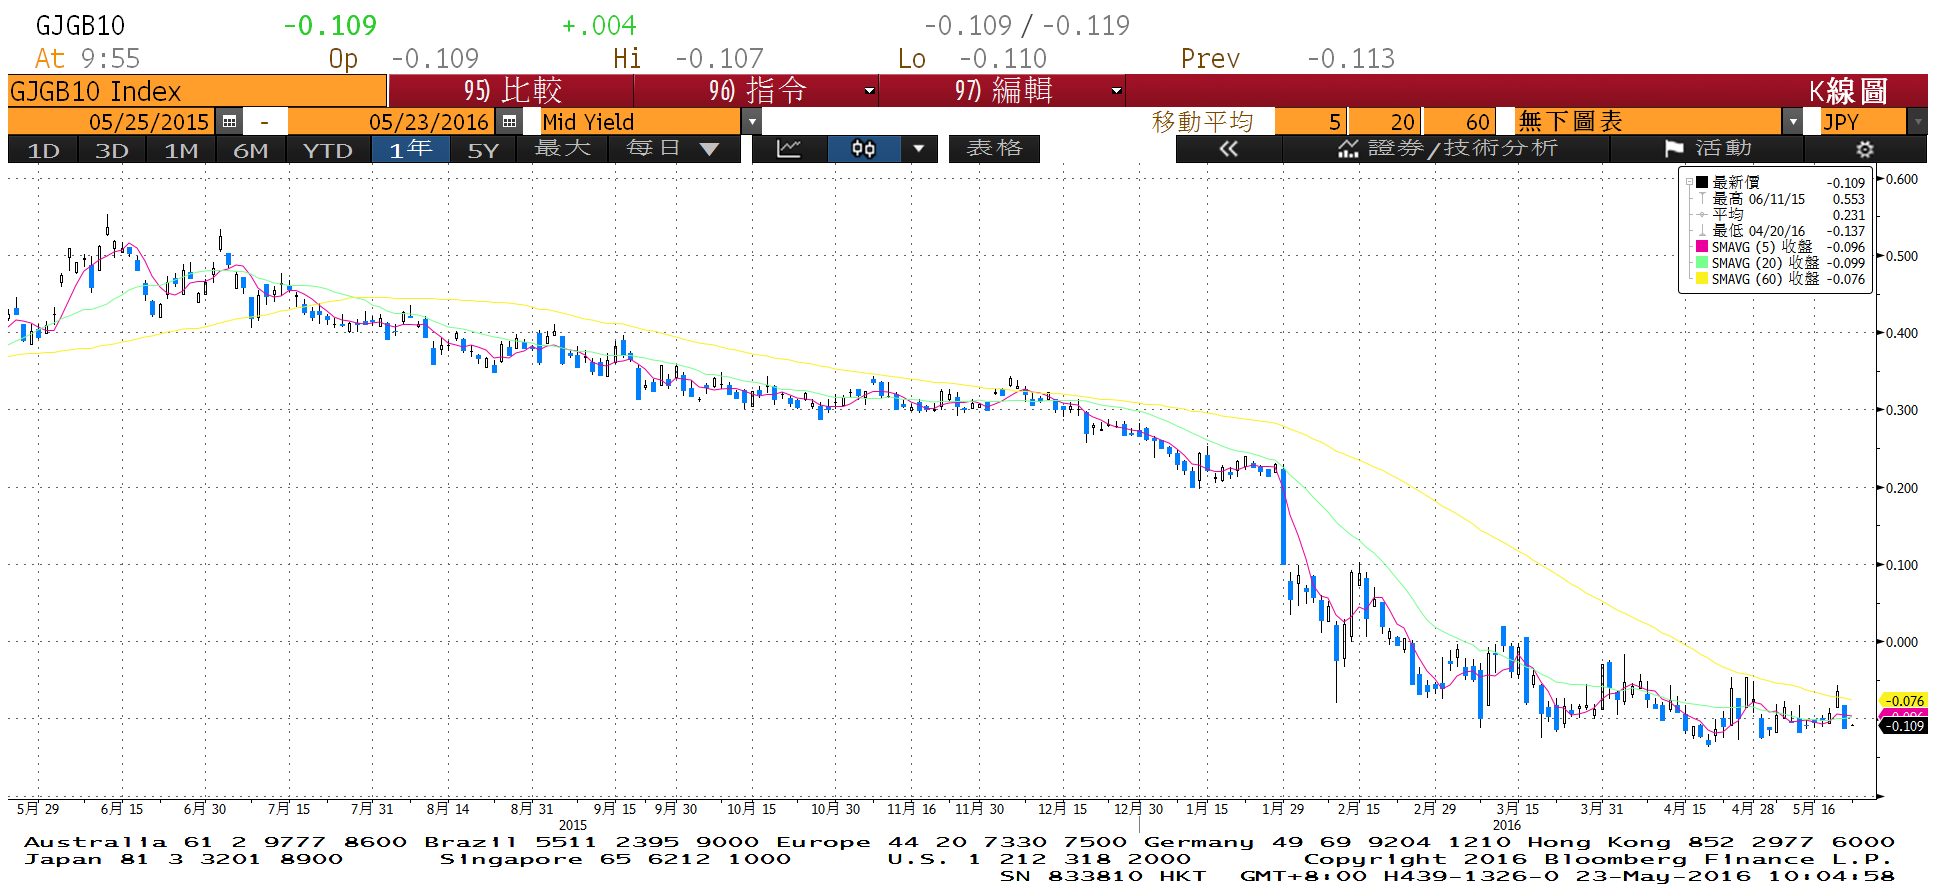 GJGB10 -0.109 +.004 -0.109 / -0.119
At 9:55 Op -0.109 Hi -0.107 Lo -0.110 Prev -0.113
GJGB10 Index 95) 比較 96) 指令 97) 編輯 K線圖
05/25/2015 - 05/23/2016 Mid Yield 移動平均 5 20 60 無下圖表 JPY
1D 3D 1M 6M YTD 1年 5Y 最大 每日 表格 « 證券/技術分析 活動
最新價 -0.109
最高 06/11/15 0.553
平均 0.231
最低 04/20/16 -0.137
SMAVG (5) 收盤 -0.096
SMAVG (20) 收盤 -0.099
SMAVG (60) 收盤 -0.076
0.600
0.500
0.400
0.300
0.200
0.100
0.000
-0.076
-0.109
5月 29 6月 15 6月 30 7月 15 7月 31 8月 14 8月 31 9月 15 9月 30 10月 15 10月 30 11月 16 11月 30 12月 15 12月 30 1月 15 1月 29 2月 15 2月 29 3月 15 3月 31 4月 15 4月 28 5月 16
2015 2016
Australia 61 2 9777 8600 Brazil 5511 2395 9000 Europe 44 20 7330 7500 Germany 49 69 9204 1210 Hong Kong 852 2977 6000
Japan 81 3 3201 8900 Singapore 65 6212 1000 U.S. 1 212 318 2000 Copyright 2016 Bloomberg Finance L.P.
SN 833810 HKT GMT+8:00 H439-1326-0 23-May-2016 10:04:58